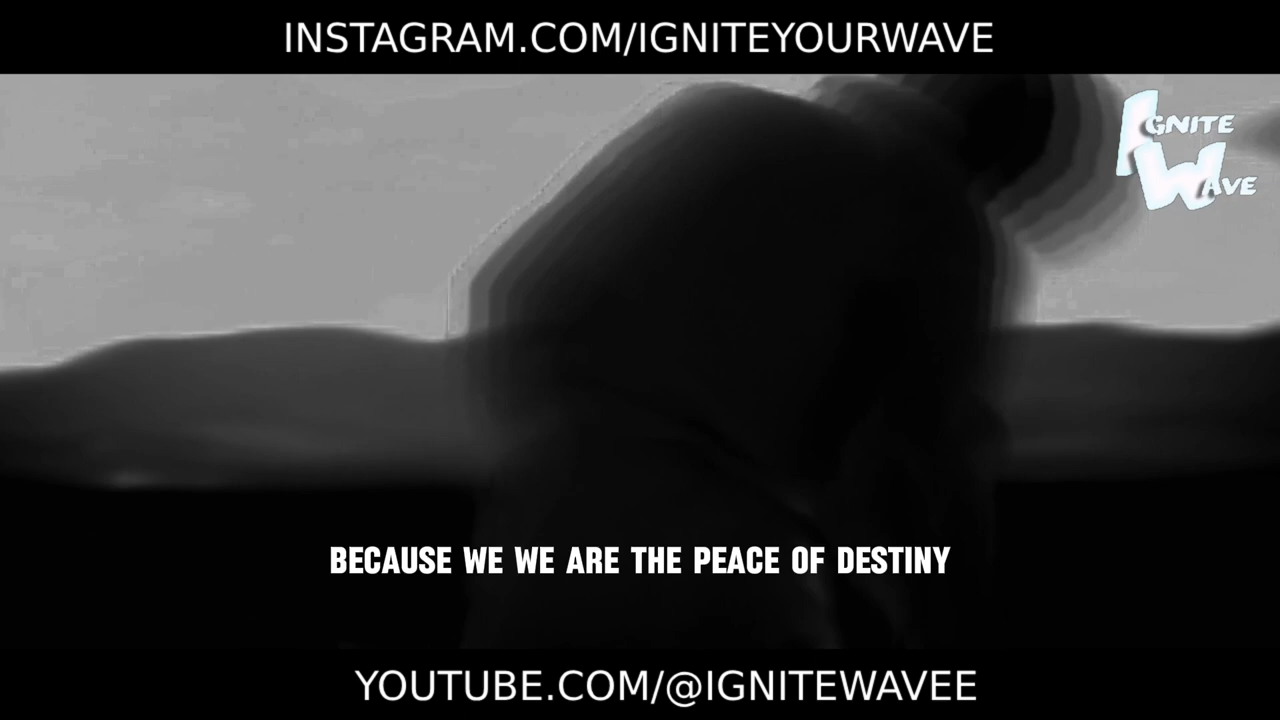 INSTAGRAM.COM/IGNITEYOURWAVE
IGNITE
WAVE
BECAUSE WE WE ARE THE PEACE OF DESTINY
YOUTUBE.COM/@IGNITEWAVEE